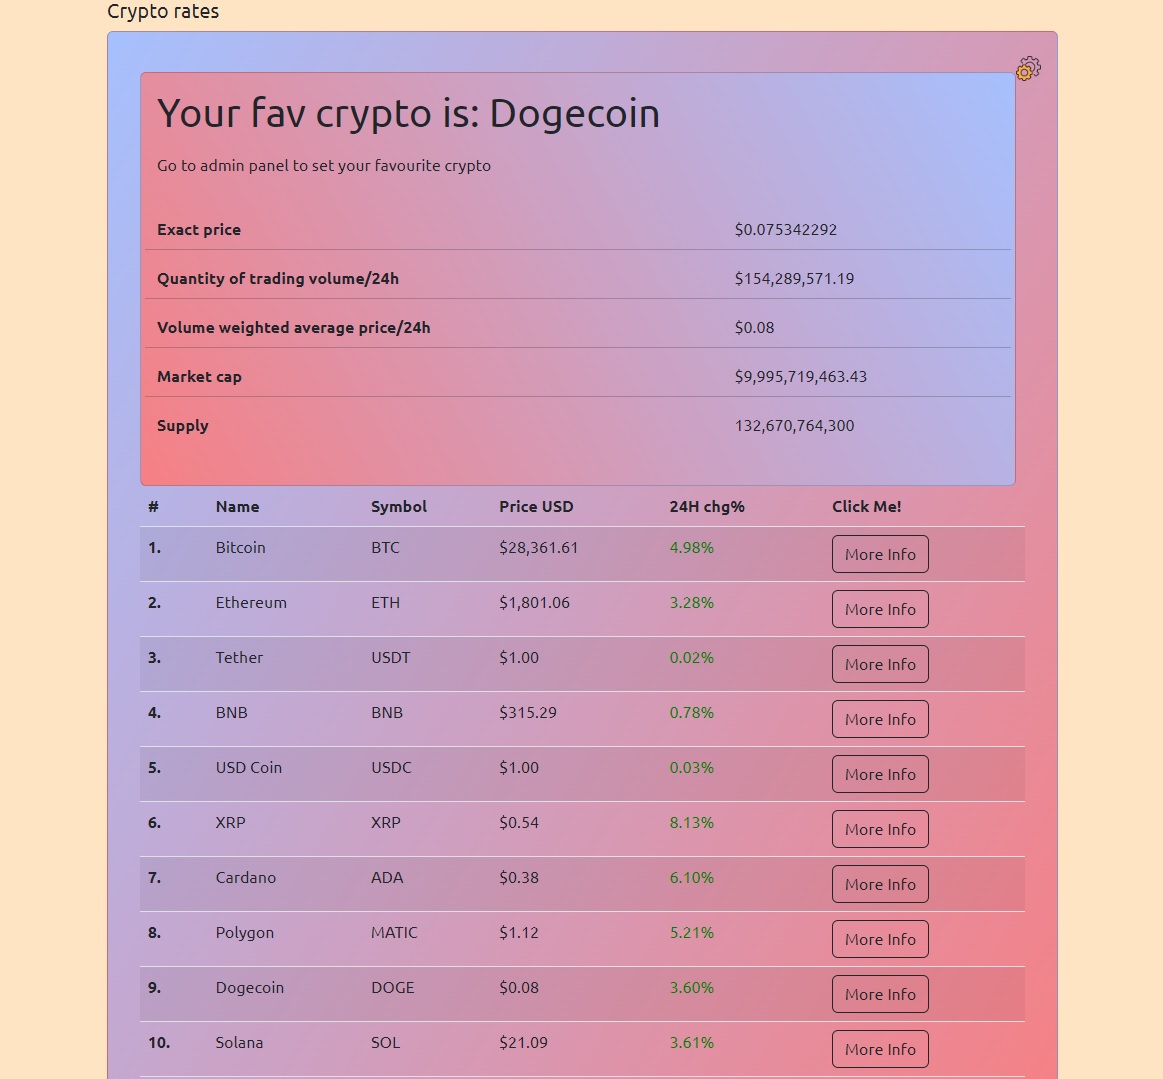 Crypto rates
Your fav crypto is: Dogecoin
Go to admin panel to set your favourite crypto
Exact price $0.075342292
Quantity of trading volume/24h $154,289,571.19
Volume weighted average price/24h $0.08
Market cap $9,995,719,463.43
Supply 132,670,764,300
# Name Symbol Price USD 24H chg% Click Me!
1. Bitcoin BTC $28,361.61 4.98% More Info
2. Ethereum ETH $1,801.06 3.28% More Info
3. Tether USDT $1.00 0.02% More Info
4. BNB BNB $315.29 0.78% More Info
5. USD Coin USDC $1.00 0.03% More Info
6. XRP XRP $0.54 8.13% More Info
7. Cardano ADA $0.38 6.10% More Info
8. Polygon MATIC $1.12 5.21% More Info
9. Dogecoin DOGE $0.08 3.60% More Info
10. Solana SOL $21.09 3.61% More Info